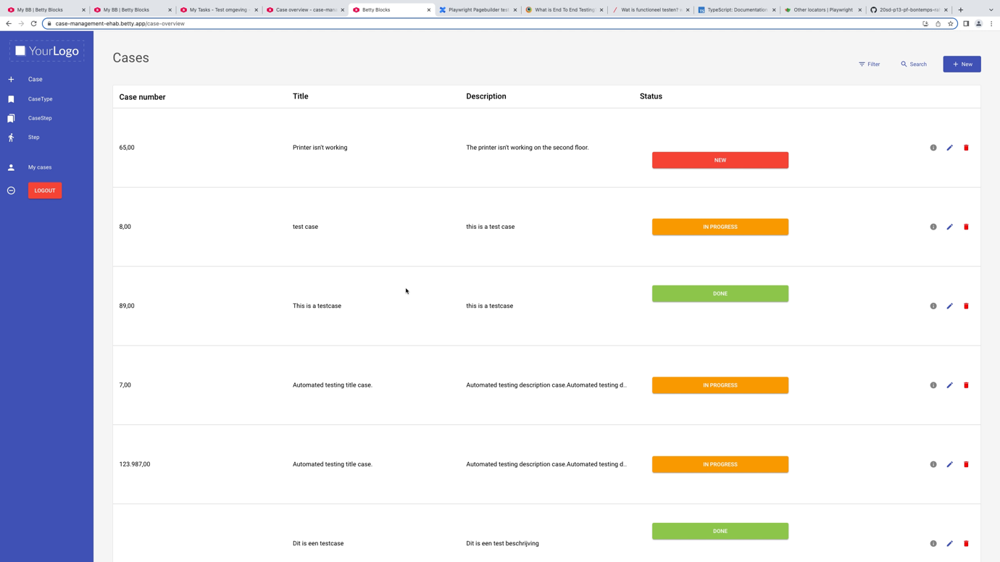 My BB | Betty Blocks
My BB | Betty Blocks
My Tasks - Test omgeving -
Case overview - case-mana
Betty Blocks
Playwright Pagebuilder test
What is End To End Testing
Wat is functioneel testen?
TypeScript: Documentation
Other locators | Playwright
20sd-p13-pf-bontemps-ra
case-management-ehab.betty.app/case-overview
YourLogo
Case
CaseType
CaseStep
Step
My cases
LOGOUT
Cases
Filter
Search
+ New
Case number Title Description Status
65,00 Printer isn't working The printer isn't working on the second floor. NEW
8,00 test case this is a test case IN PROGRESS
89,00 This is a testcase this is a testcase DONE
7,00 Automated testing title case. Automated testing description case.Automated testing d... IN PROGRESS
123.987,00 Automated testing title case. Automated testing description case.Automated testing d... IN PROGRESS
Dit is een testcase Dit is een test beschrijving DONE